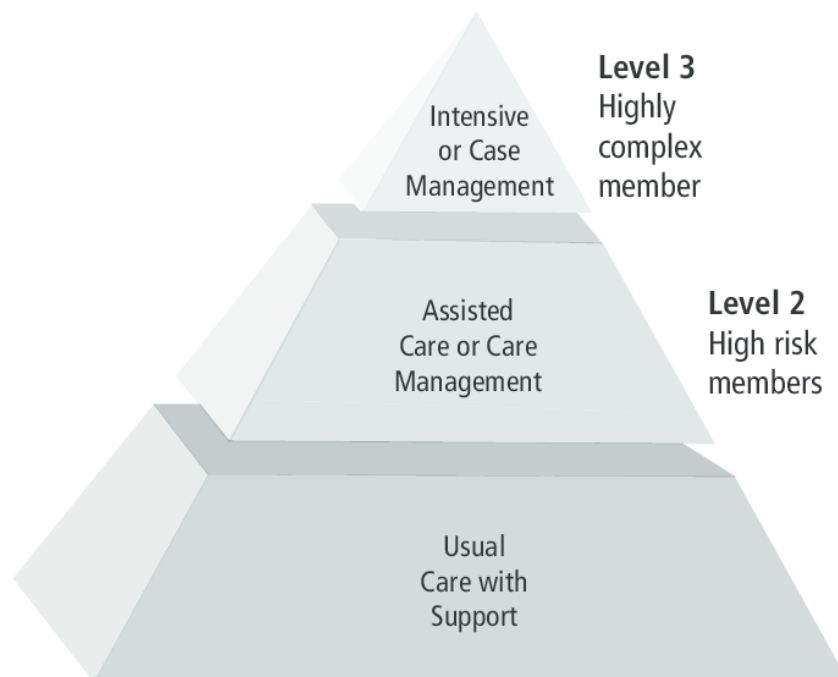 Intensive
or Case
Management
Level 3
Highly
complex
member
Assisted
Care or Care
Management
Level 2
High risk
members
Usual
Care with
Support